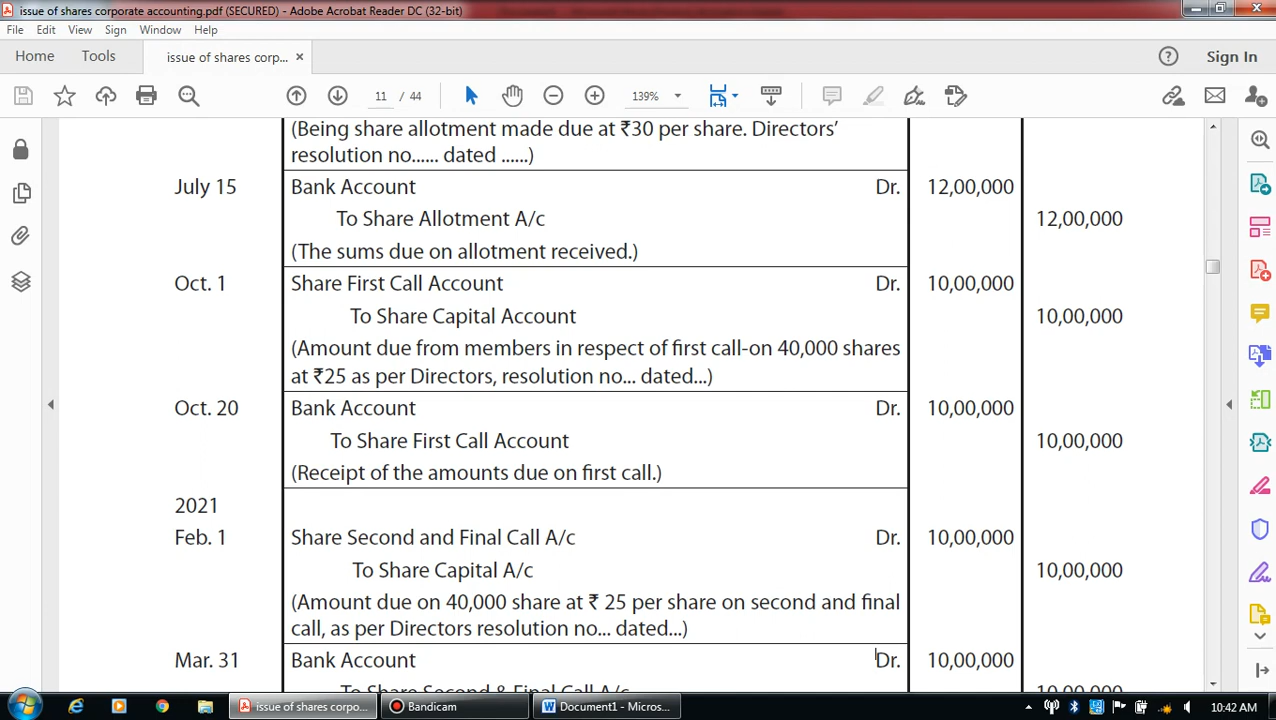 issue of shares corporate accounting.pdf (SECURED) - Adobe Acrobat Reader DC (32-bit)
File Edit View Sign Window Help
Home Tools issue of shares corp... × Sign In
11 / 44 139%
(Being share allotment made due at ₹30 per share. Directors’
resolution no...... dated ......)
July 15 Bank Account Dr. 12,00,000
To Share Allotment A/c 12,00,000
(The sums due on allotment received.)
Oct. 1 Share First Call Account Dr. 10,00,000
To Share Capital Account 10,00,000
(Amount due from members in respect of first call-on 40,000 shares
at ₹25 as per Directors, resolution no... dated...)
Oct. 20 Bank Account Dr. 10,00,000
To Share First Call Account 10,00,000
(Receipt of the amounts due on first call.)
2021
Feb. 1 Share Second and Final Call A/c Dr. 10,00,000
To Share Capital A/c 10,00,000
(Amount due on 40,000 share at ₹ 25 per share on second and final
call, as per Directors resolution no... dated...)
Mar. 31 Bank Account Dr. 10,00,000
To Share Second & Final Call A/c 10,00,000
issue of shares corpo... Bandicam Document1 - Micros... 10:42 AM